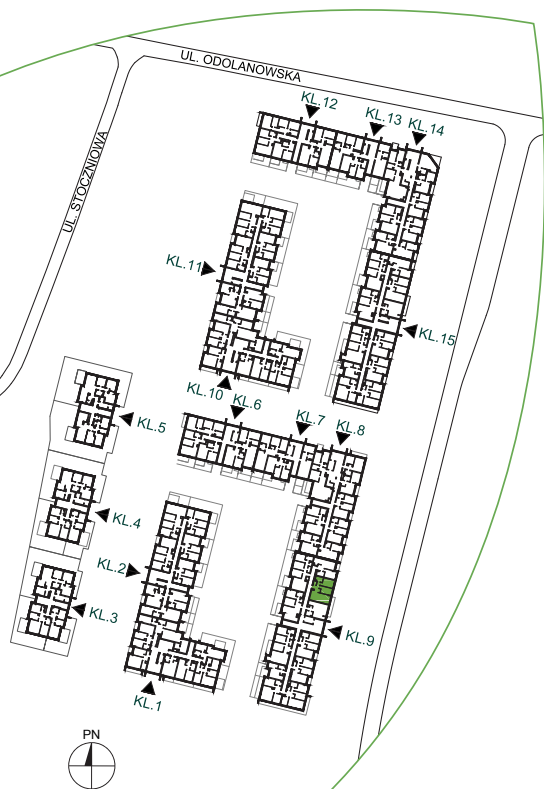 UL. ODOLANOWSKA
UL. STOCZNIOWA
KL.12
KL.13
KL.14
KL.11
KL.15
KL.10
KL.6
KL.7
KL.8
KL.5
KL.4
KL.2
KL.3
KL.9
KL.1
PN